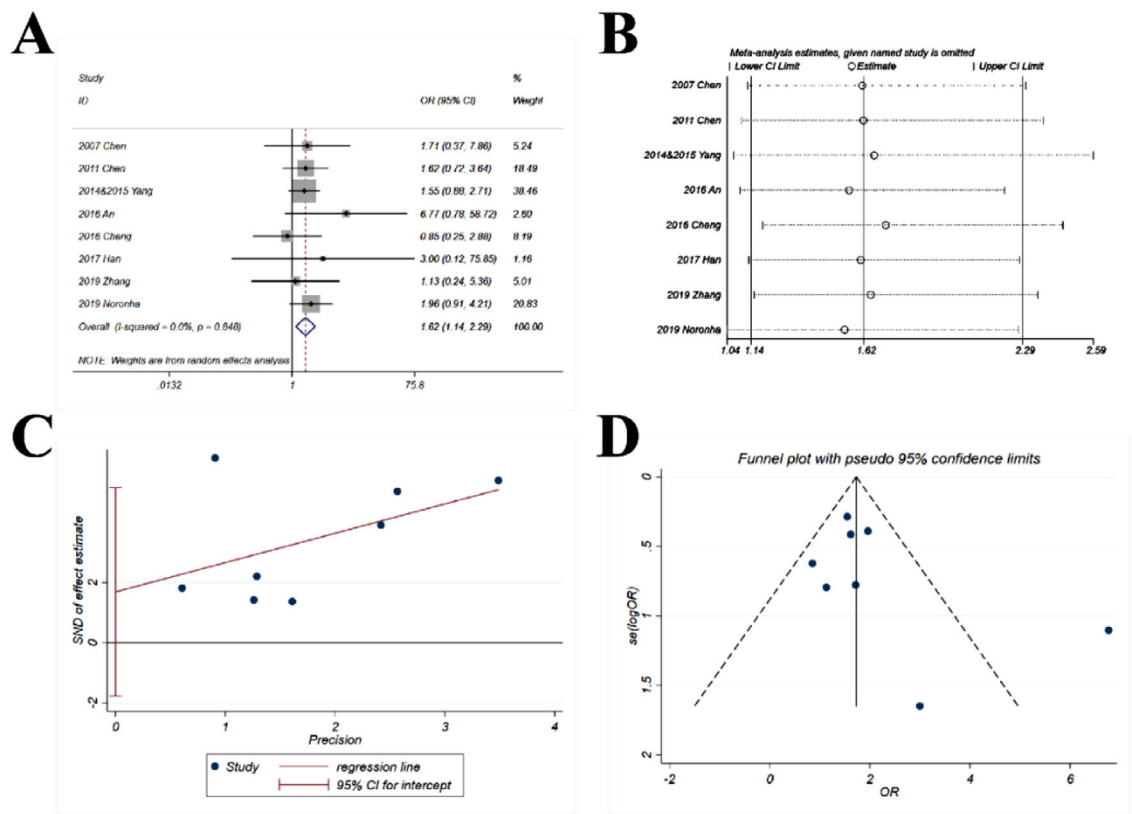 A
Study %
ID OR (95% CI) Weight
2007 Chen 1.71 (0.37, 7.86) 5.24
2011 Chen 1.62 (0.72, 3.64) 18.49
2014&2015 Yang 1.55 (0.88, 2.71) 38.46
2016 An 6.77 (0.78, 58.72) 2.60
2016 Cheng 0.85 (0.25, 2.88) 8.19
2017 Han 3.00 (0.12, 75.85) 1.16
2019 Zhang 1.13 (0.24, 5.36) 5.01
2019 Noronha 1.96 (0.91, 4.21) 20.83
Overall (I-squared = 0.0%, p = 0.848) 1.62 (1.14, 2.29) 100.00
NOTE: Weights are from random effects analysis
.0132 1 75.8
B
Meta-analysis estimates, given named study is omitted
Lower CI Limit Estimate Upper CI Limit
2007 Chen
2011 Chen
2014&2015 Yang
2016 An
2016 Cheng
2017 Han
2019 Zhang
2019 Noronha
1.04 1.14 1.62 2.29 2.59
C
SND of effect estimate
2
0
-2
0 1 2 3 4
Precision
Study regression line
95% CI for intercept
D
Funnel plot with pseudo 95% confidence limits
se(logOR)
0
.5
1
1.5
2
-2 0 2 4 6
OR